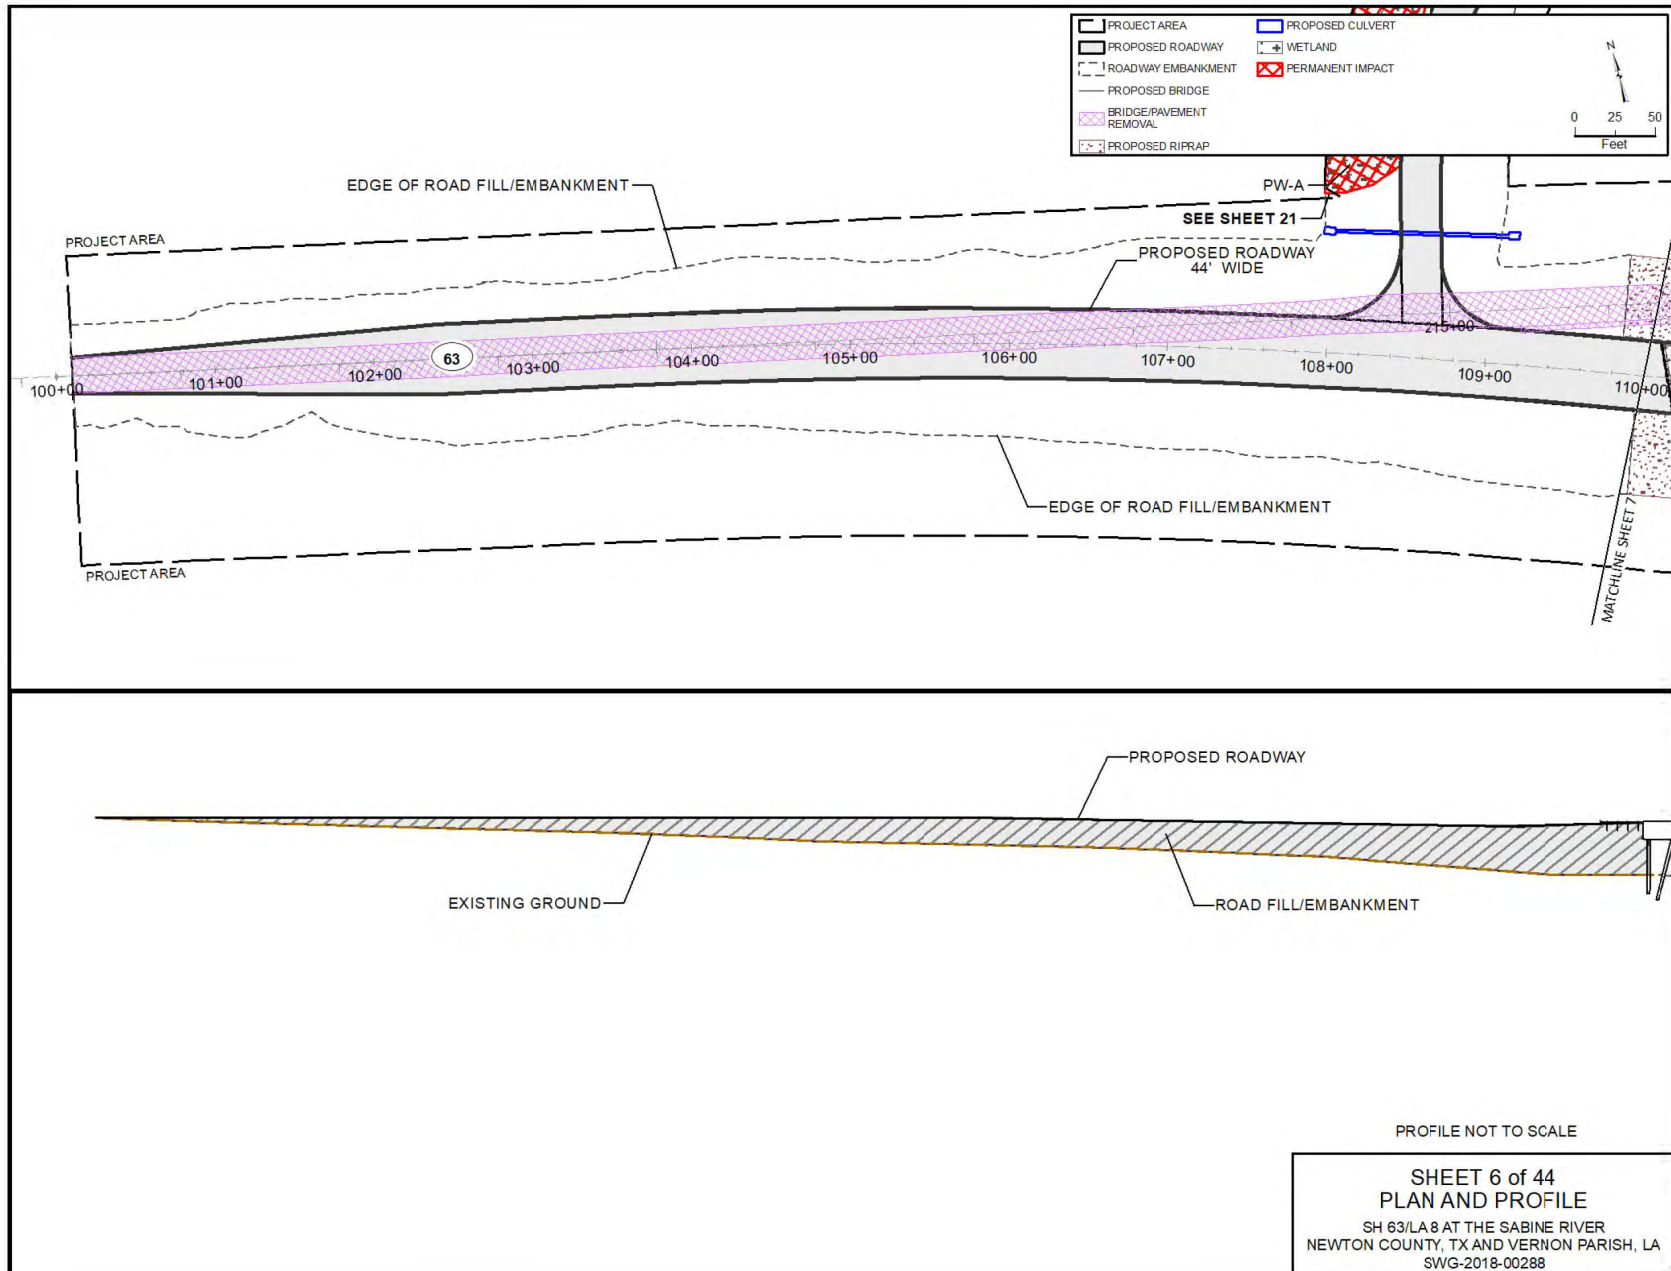 PROJECT AREA
PROPOSED CULVERT
PROPOSED ROADWAY
WETLAND
ROADWAY EMBANKMENT
PERMANENT IMPACT
PROPOSED BRIDGE
BRIDGE/PAVEMENT
REMOVAL
PROPOSED RIPRAP
N
0 25 50
Feet
EDGE OF ROAD FILL/EMBANKMENT
PW-A
SEE SHEET 21
PROJECT AREA
PROPOSED ROADWAY
44' WIDE
215+00
63
100+00
101+00
102+00
103+00
104+00
105+00
106+00
107+00
108+00
109+00
110+00
EDGE OF ROAD FILL/EMBANKMENT
MATCHLINE SHEET 7
PROJECT AREA
PROPOSED ROADWAY
EXISTING GROUND
ROAD FILL/EMBANKMENT
PROFILE NOT TO SCALE
SHEET 6 of 44
PLAN AND PROFILE
SH 63/LA 8 AT THE SABINE RIVER
NEWTON COUNTY, TX AND VERNON PARISH, LA
SWG-2018-00288